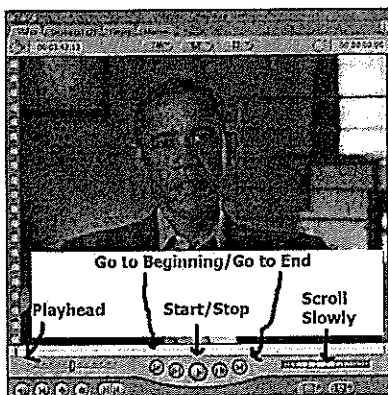 Go to Beginning/Go to End
Playhead
Start/Stop
Scroll
Slowly